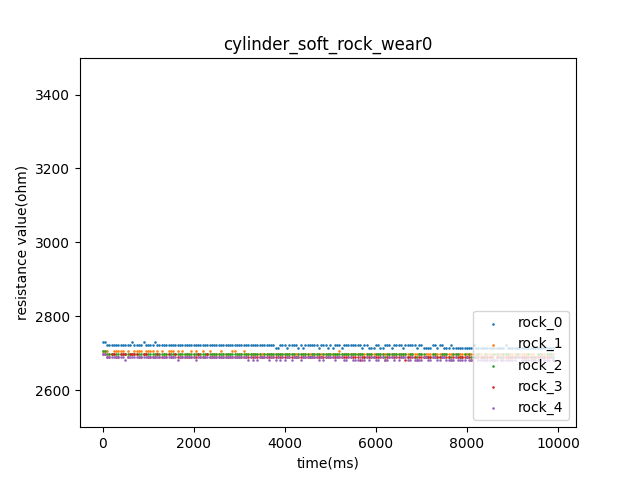 cylinder_soft_rock_wear0
resistance value(ohm)
3400
3200
3000
2800
2600
rock_0
rock_1
rock_2
rock_3
rock_4
0 2000 4000 6000 8000 10000
time(ms)